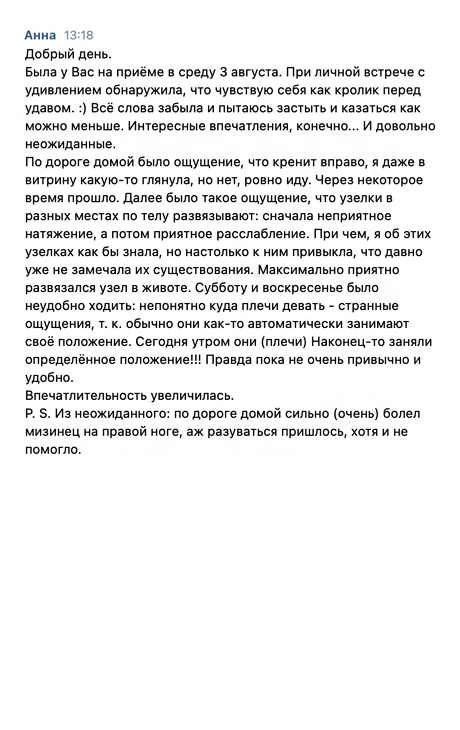 Анна 13:18
Добрый день.
Была у Вас на приёме в среду 3 августа. При личной встрече с
удивлением обнаружила, что чувствую себя как кролик перед
удавом. :) Всё слова забыла и пытаюсь застыть и казаться как
можно меньше. Интересные впечатления, конечно... И довольно
неожиданные.
По дороге домой было ощущение, что кренит вправо, я даже в
витрину какую-то глянула, но нет, ровно иду. Через некоторое
время прошло. Далее было такое ощущение, что узелки в
разных местах по телу развязывают: сначала неприятное
натяжение, а потом приятное расслабление. При чем, я об этих
узелках как бы знала, но настолько к ним привыкла, что давно
уже не замечала их существования. Максимально приятно
развязался узел в животе. Субботу и воскресенье было
неудобно ходить: непонятно куда плечи девать - странные
ощущения, т. к. обычно они как-то автоматически занимают
своё положение. Сегодня утром они (плечи) Наконец-то заняли
определённое положение!!! Правда пока не очень привычно и
удобно.
Впечатлительность увеличилась.
P. S. Из неожиданного: по дороге домой сильно (очень) болел
мизинец на правой ноге, аж разуваться пришлось, хотя и не
помогло.